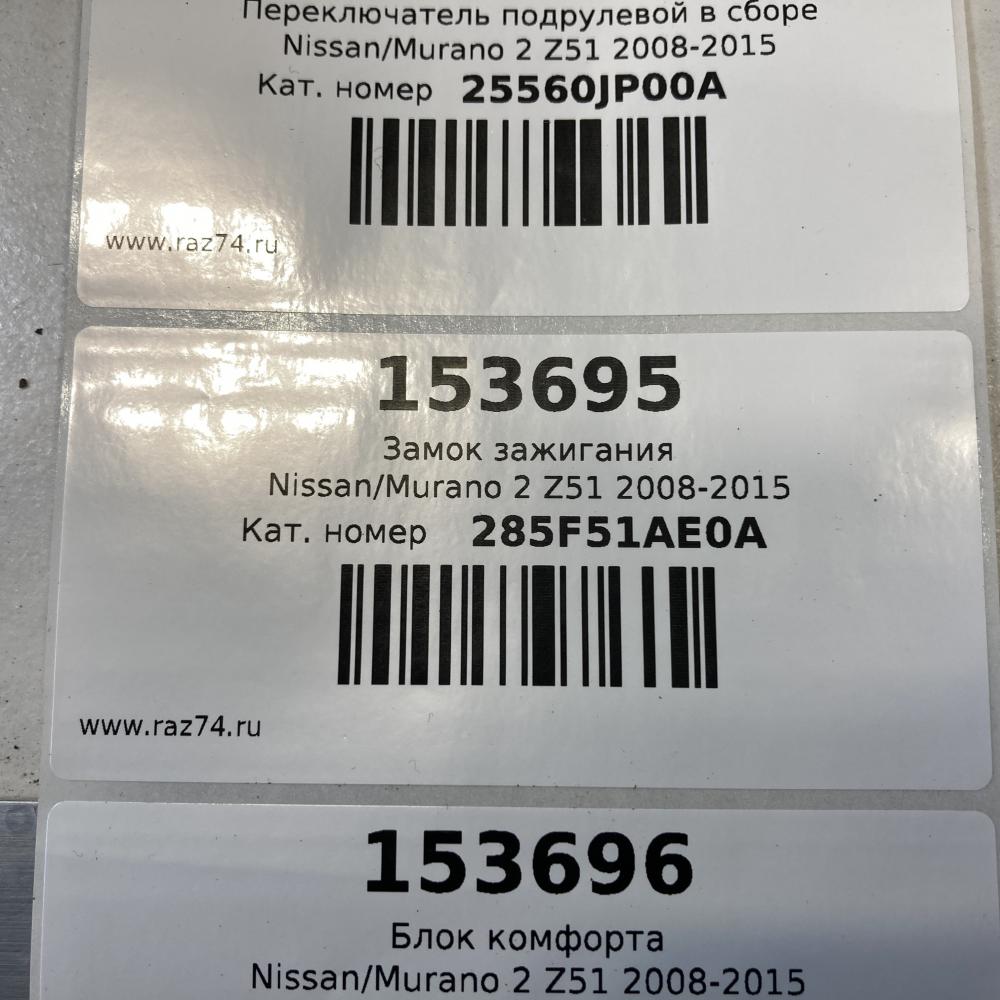 Переключатель подрулевой в сборе
Nissan/Murano 2 Z51 2008-2015
Кат. номер 25560JP00A
www.raz74.ru
153695
Замок зажигания
Nissan/Murano 2 Z51 2008-2015
Кат. номер 285F51AE0A
www.raz74.ru
153696
Блок комфорта
Nissan/Murano 2 Z51 2008-2015